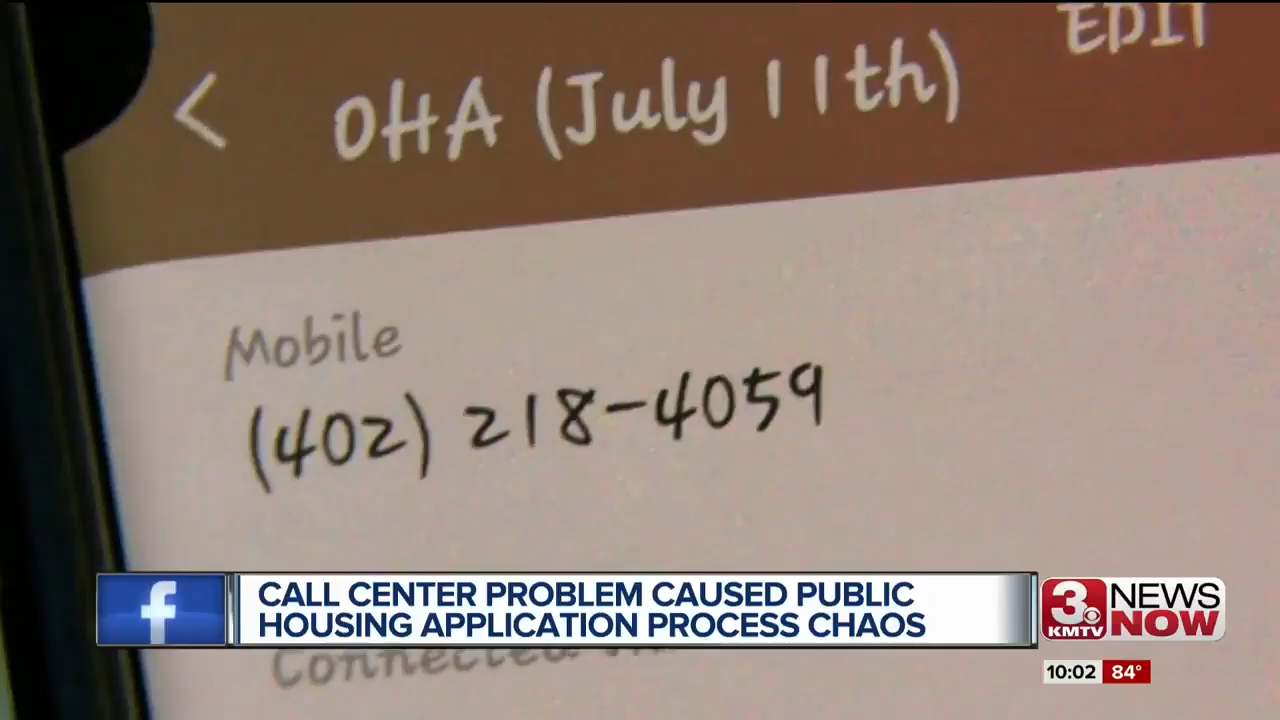 < OHA (July 11th) EDIT
Mobile
(402) 218-4059
Connected
f CALL CENTER PROBLEM CAUSED PUBLIC
HOUSING APPLICATION PROCESS CHAOS
3 KMTV NEWS NOW
10:02 84°